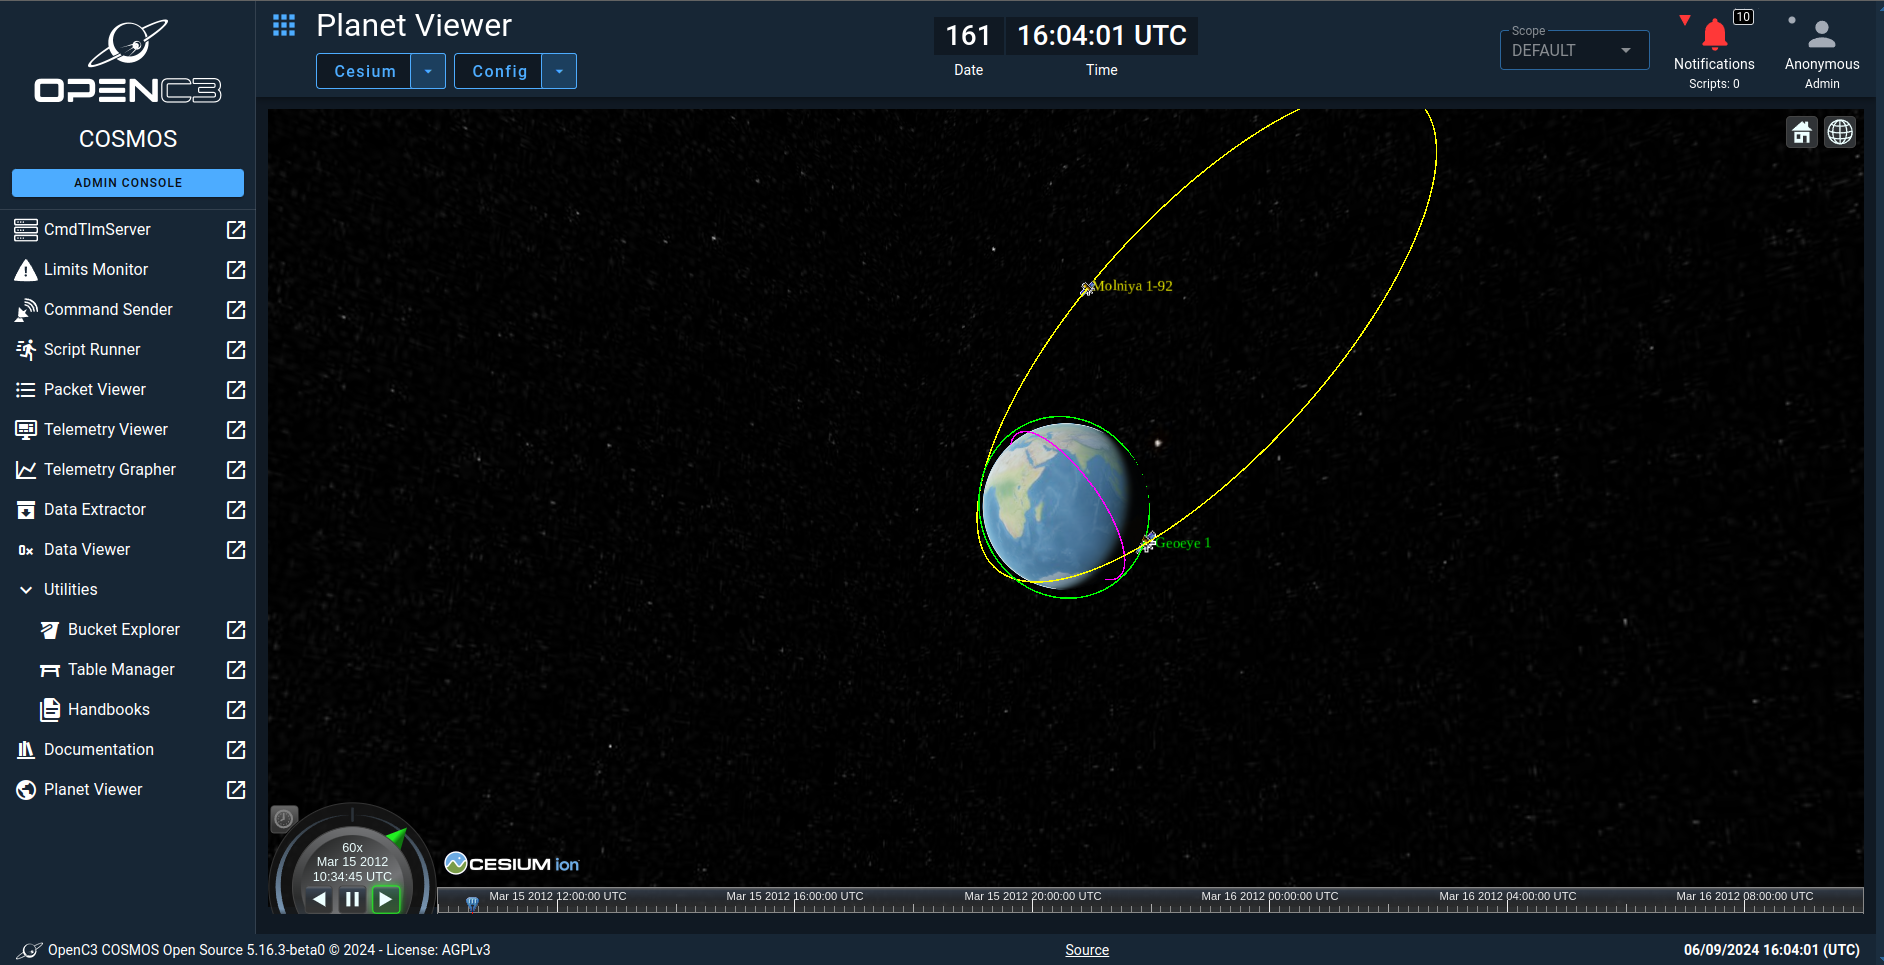 OPENC3
COSMOS
ADMIN CONSOLE
CmdTlmServer
Limits Monitor
Command Sender
Script Runner
Packet Viewer
Telemetry Viewer
Telemetry Grapher
Data Extractor
0x Data Viewer
Utilities
Bucket Explorer
Table Manager
Handbooks
Documentation
Planet Viewer
Planet Viewer
Cesium
Config
161 16:04:01 UTC
Date Time
Scope
DEFAULT
10
Notifications
Scripts: 0
Anonymous
Admin
Molniya 1-92
Geoeye 1
60x
Mar 15 2012
10:34:45 UTC
CESIUM ion
Mar 15 2012 12:00:00 UTC Mar 15 2012 16:00:00 UTC Mar 15 2012 20:00:00 UTC Mar 16 2012 00:00:00 UTC Mar 16 2012 04:00:00 UTC Mar 16 2012 08:00:00 UTC
OpenC3 COSMOS Open Source 5.16.3-beta0 © 2024 - License: AGPLv3
Source
06/09/2024 16:04:01 (UTC)